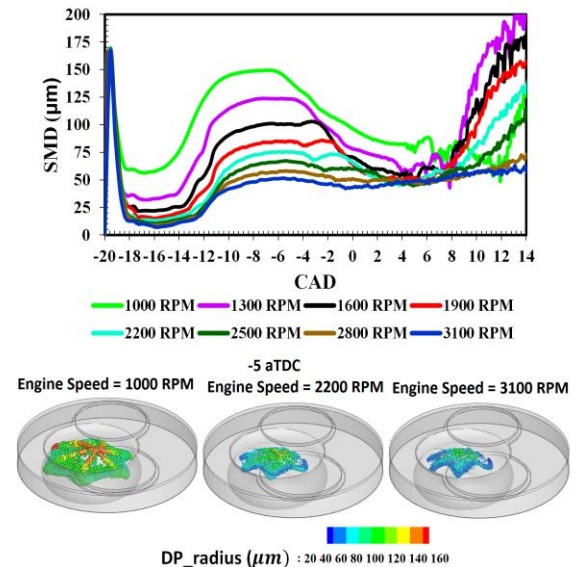 200
175
150
125
100
75
50
25
0
SMD (µm)
-20 -18 -16 -14 -12 -10 -8 -6 -4 -2 0 2 4 6 8 10 12 14
CAD
1000 RPM 1300 RPM 1600 RPM 1900 RPM
2200 RPM 2500 RPM 2800 RPM 3100 RPM
-5 aTDC
Engine Speed = 1000 RPM Engine Speed = 2200 RPM Engine Speed = 3100 RPM
DP_radius (µm) : 20 40 60 80 100 120 140 160